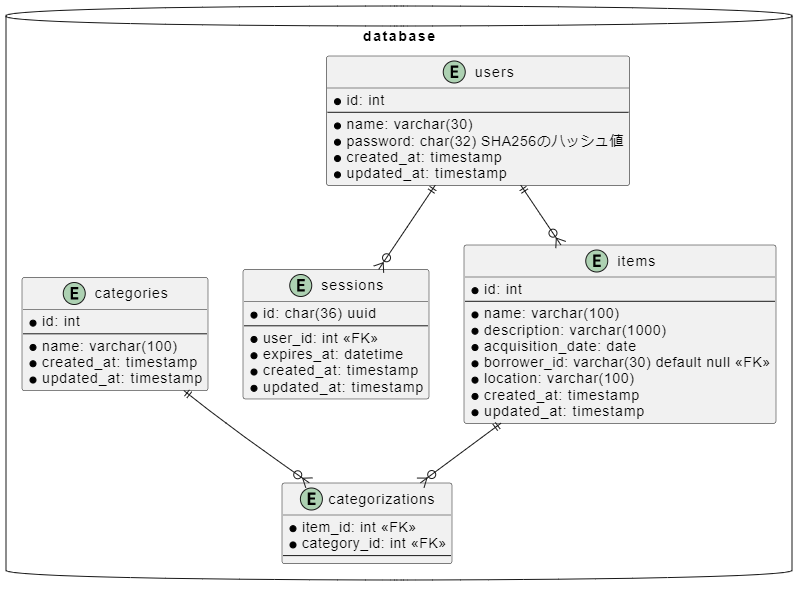 database
E users
id: int
name: varchar(30)
password: char(32) SHA256のハッシュ値
created_at: timestamp
updated_at: timestamp
E items
id: int
name: varchar(100)
description: varchar(1000)
acquisition_date: date
borrower_id: varchar(30) default null «FK»
location: varchar(100)
created_at: timestamp
updated_at: timestamp
E sessions
id: char(36) uuid
user_id: int «FK»
expires_at: datetime
created_at: timestamp
updated_at: timestamp
E categories
id: int
name: varchar(100)
created_at: timestamp
updated_at: timestamp
E categorizations
item_id: int «FK»
category_id: int «FK»